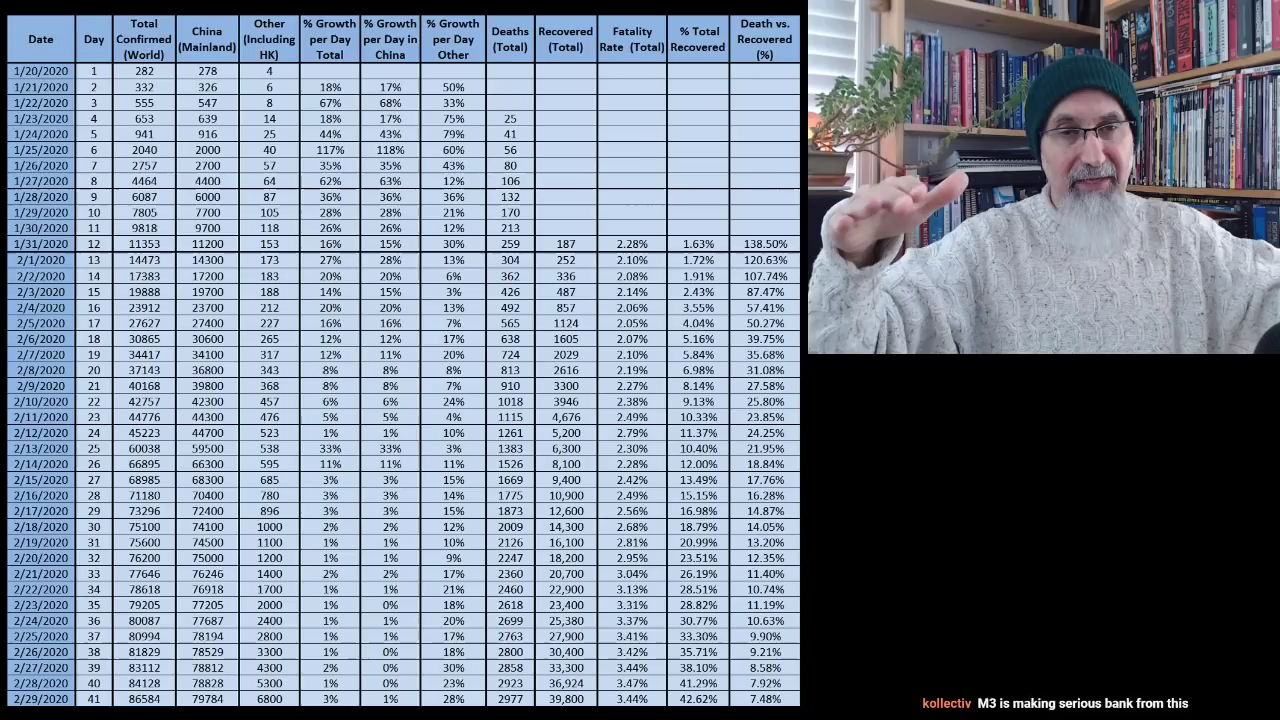 Date Day Total Confirmed (World) China (Mainland) Other (Including HK) % Growth per Day Total % Growth per Day in China % Growth per Day Other Deaths (Total) Recovered (Total) Fatality Rate (Total) % Total Recovered Death vs. Recovered (%)
1/20/2020 1 282 278 4
1/21/2020 2 332 326 6 18% 17% 50%
1/22/2020 3 555 547 8 67% 68% 33%
1/23/2020 4 653 639 14 18% 17% 75% 25
1/24/2020 5 941 916 25 44% 43% 79% 41
1/25/2020 6 2040 2000 40 117% 118% 60% 56
1/26/2020 7 2757 2700 57 35% 35% 43% 80
1/27/2020 8 4464 4400 64 62% 63% 12% 106
1/28/2020 9 6087 6000 87 36% 36% 36% 132
1/29/2020 10 7805 7700 105 28% 28% 21% 170
1/30/2020 11 9818 9700 118 26% 26% 12% 213
1/31/2020 12 11353 11200 153 16% 15% 30% 259 187 2.28% 1.63% 138.50%
2/1/2020 13 14473 14300 173 27% 28% 13% 304 252 2.10% 1.72% 120.63%
2/2/2020 14 17383 17200 183 20% 20% 6% 362 336 2.08% 1.91% 107.74%
2/3/2020 15 19888 19700 188 14% 15% 3% 426 487 2.14% 2.43% 87.47%
2/4/2020 16 23912 23700 212 20% 20% 13% 492 857 2.06% 3.55% 57.41%
2/5/2020 17 27627 27400 227 16% 16% 7% 565 1124 2.05% 4.04% 50.27%
2/6/2020 18 30865 30600 265 12% 12% 17% 638 1605 2.07% 5.16% 39.75%
2/7/2020 19 34417 34100 317 12% 11% 20% 724 2029 2.10% 5.84% 35.68%
2/8/2020 20 37143 36800 343 8% 8% 8% 813 2616 2.19% 6.98% 31.08%
2/9/2020 21 40168 39800 368 8% 8% 7% 910 3300 2.27% 8.14% 27.58%
2/10/2020 22 42757 42300 457 6% 6% 24% 1018 3946 2.38% 9.13% 25.80%
2/11/2020 23 44776 44300 476 5% 5% 4% 1115 4,676 2.49% 10.33% 23.85%
2/12/2020 24 45223 44700 523 1% 1% 10% 1261 5,200 2.79% 11.37% 24.25%
2/13/2020 25 60038 59500 538 33% 33% 3% 1383 6,300 2.30% 10.40% 21.95%
2/14/2020 26 66895 66300 595 11% 11% 11% 1526 8,100 2.28% 12.00% 18.84%
2/15/2020 27 68985 68300 685 3% 3% 15% 1669 9,400 2.42% 13.49% 17.76%
2/16/2020 28 71180 70400 780 3% 3% 14% 1775 10,900 2.49% 15.15% 16.28%
2/17/2020 29 73296 72400 896 3% 3% 15% 1873 12,600 2.56% 16.98% 14.87%
2/18/2020 30 75100 74100 1000 2% 2% 12% 2009 14,300 2.68% 18.79% 14.05%
2/19/2020 31 75600 74500 1100 1% 1% 10% 2126 16,100 2.81% 20.99% 13.20%
2/20/2020 32 76200 75000 1200 1% 1% 9% 2247 18,200 2.95% 23.51% 12.35%
2/21/2020 33 77646 76246 1400 2% 2% 17% 2360 20,700 3.04% 26.19% 11.40%
2/22/2020 34 78618 76918 1700 1% 1% 21% 2460 22,900 3.13% 28.51% 10.74%
2/23/2020 35 79205 77205 2000 1% 0% 18% 2618 23,400 3.31% 28.82% 11.19%
2/24/2020 36 80087 77687 2400 1% 1% 20% 2699 25,380 3.37% 30.77% 10.63%
2/25/2020 37 80994 78194 2800 1% 1% 17% 2763 27,900 3.41% 33.30% 9.90%
2/26/2020 38 81829 78529 3300 1% 0% 18% 2800 30,400 3.42% 35.71% 9.21%
2/27/2020 39 83112 78812 4300 2% 0% 30% 2858 33,300 3.44% 38.10% 8.58%
2/28/2020 40 84128 78828 5300 1% 0% 23% 2923 36,924 3.47% 41.29% 7.92%
2/29/2020 41 86584 79784 6800 3% 1% 28% 2977 39,800 3.44% 42.62% 7.48%
kollectiv M3 is making serious bank from this